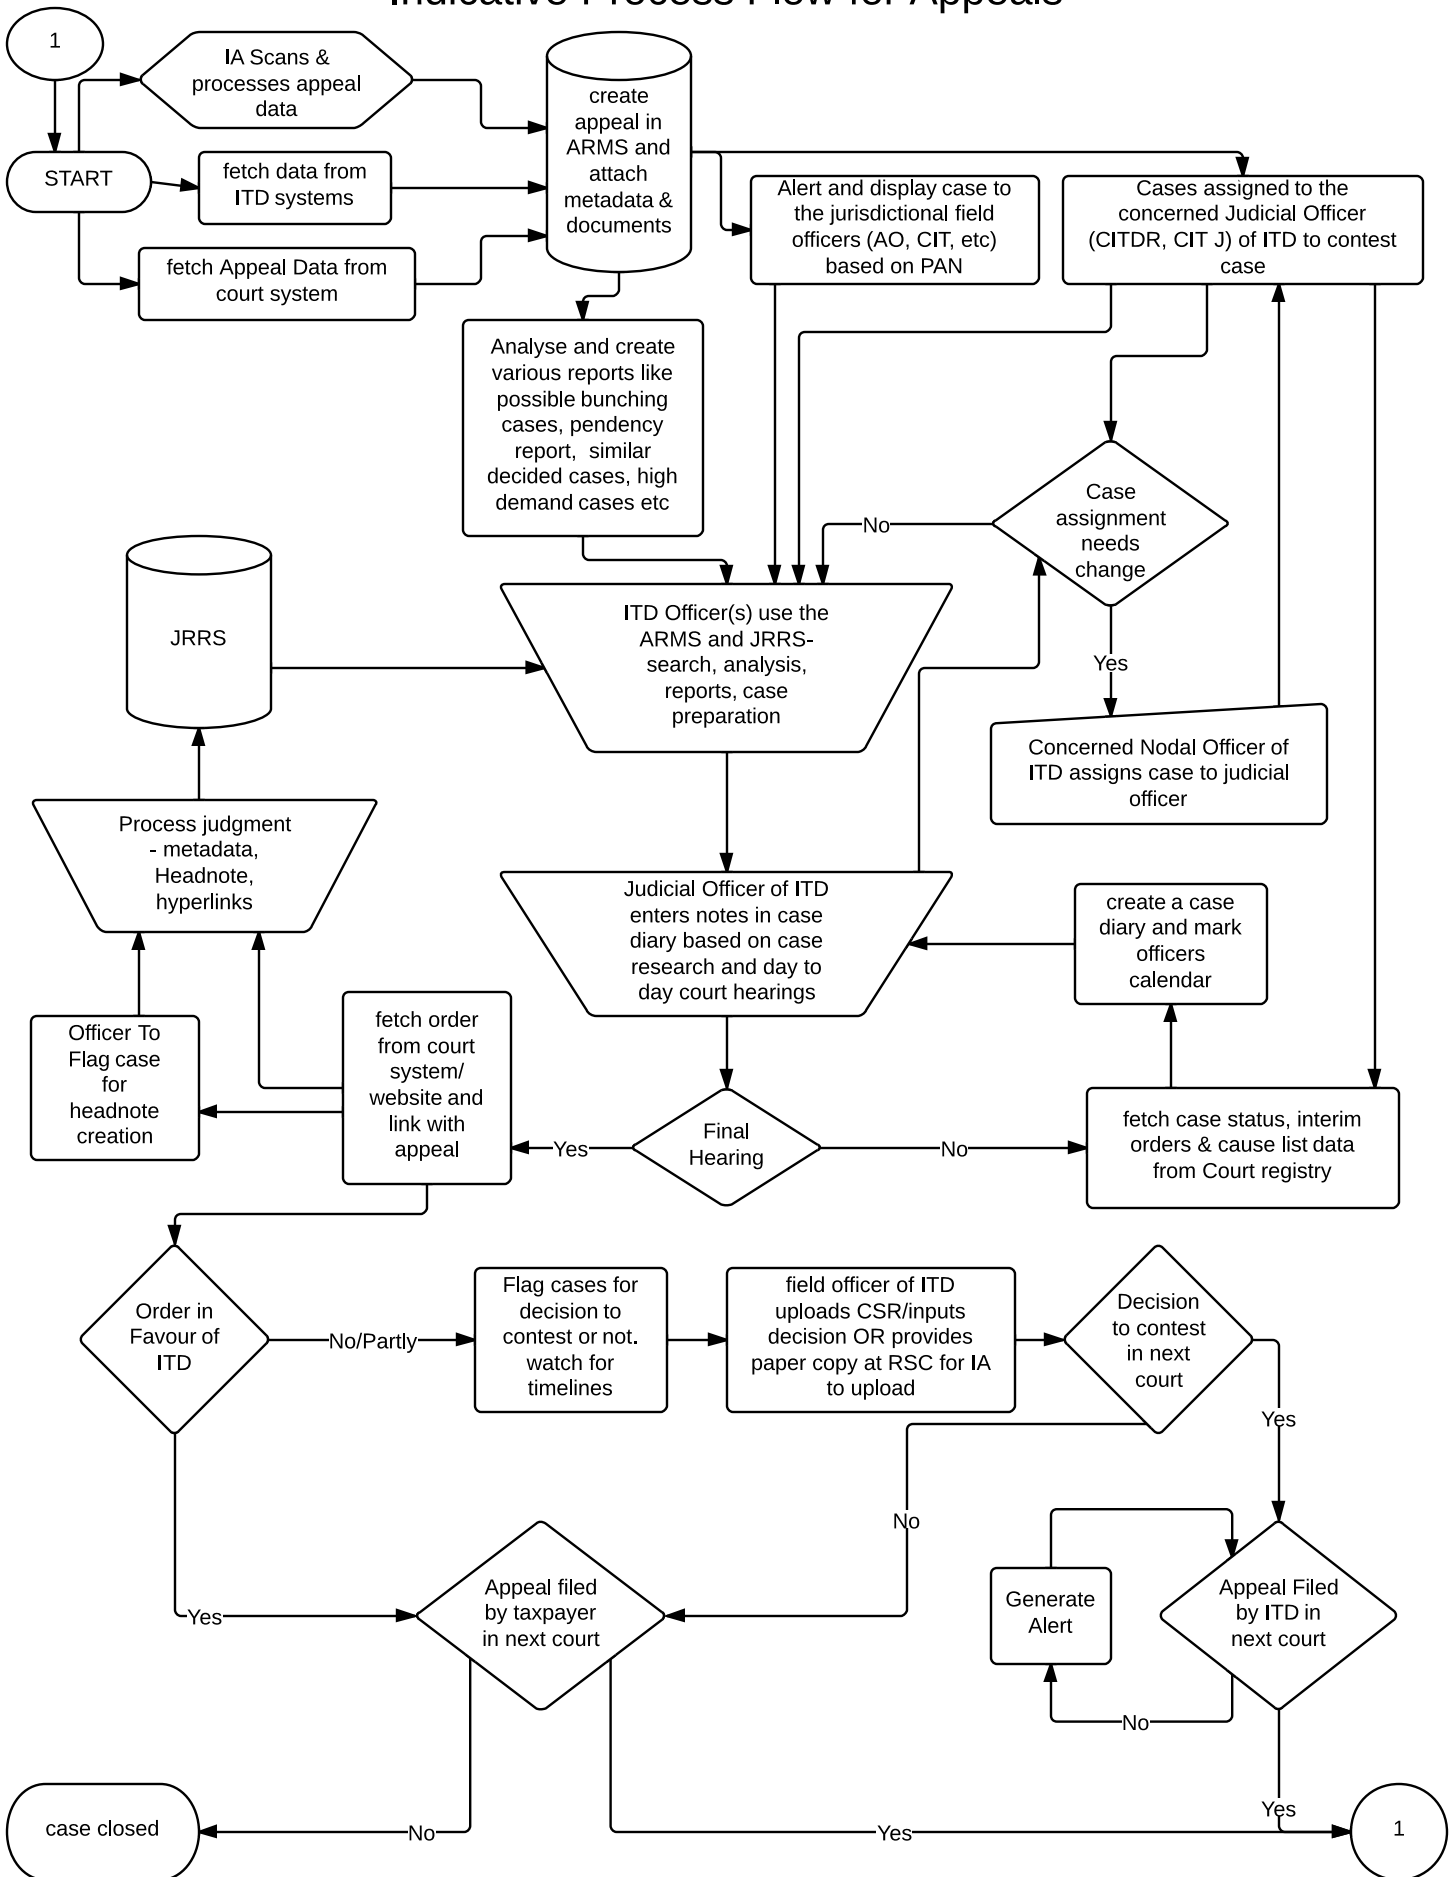 Indicative Process Flow for Appeals
1
IA Scans &
processes appeal
data
START
fetch data from
ITD systems
fetch Appeal Data from
court system
create
appeal in
ARMS and
attach
metadata &
documents
Alert and display case to
the jurisdictional field
officers (AO, CIT, etc)
based on PAN
Cases assigned to the
concerned Judicial Officer
(CITDR, CIT J) of ITD to contest
case
Analyse and create
various reports like
possible bunching
cases, pendency
report,  similar
decided cases, high
demand cases etc
Case
assignment
needs
change
No
Yes
JRRS
ITD Officer(s) use the
ARMS and JRRS-
search, analysis,
reports, case
preparation
Concerned Nodal Officer of
ITD assigns case to judicial
officer
Process judgment
- metadata,
Headnote,
hyperlinks
Judicial Officer of ITD
enters notes in case
diary based on case
research and day to
day court hearings
create a case
diary and mark
officers
calendar
Officer To
Flag case
for
headnote
creation
fetch order
from court
system/
website and
link with
appeal
Yes
Final
Hearing
No
fetch case status, interim
orders & cause list data
from Court registry
Order in
Favour of
ITD
No/Partly
Flag cases for
decision to
contest or not.
watch for
timelines
field officer of ITD
uploads CSR/inputs
decision OR provides
paper copy at RSC for IA
to upload
Decision
to contest
in next
court
Yes
No
Yes
Appeal filed
by taxpayer
in next court
Generate
Alert
Appeal Filed
by ITD in
next court
No
case closed
No
Yes
Yes
1